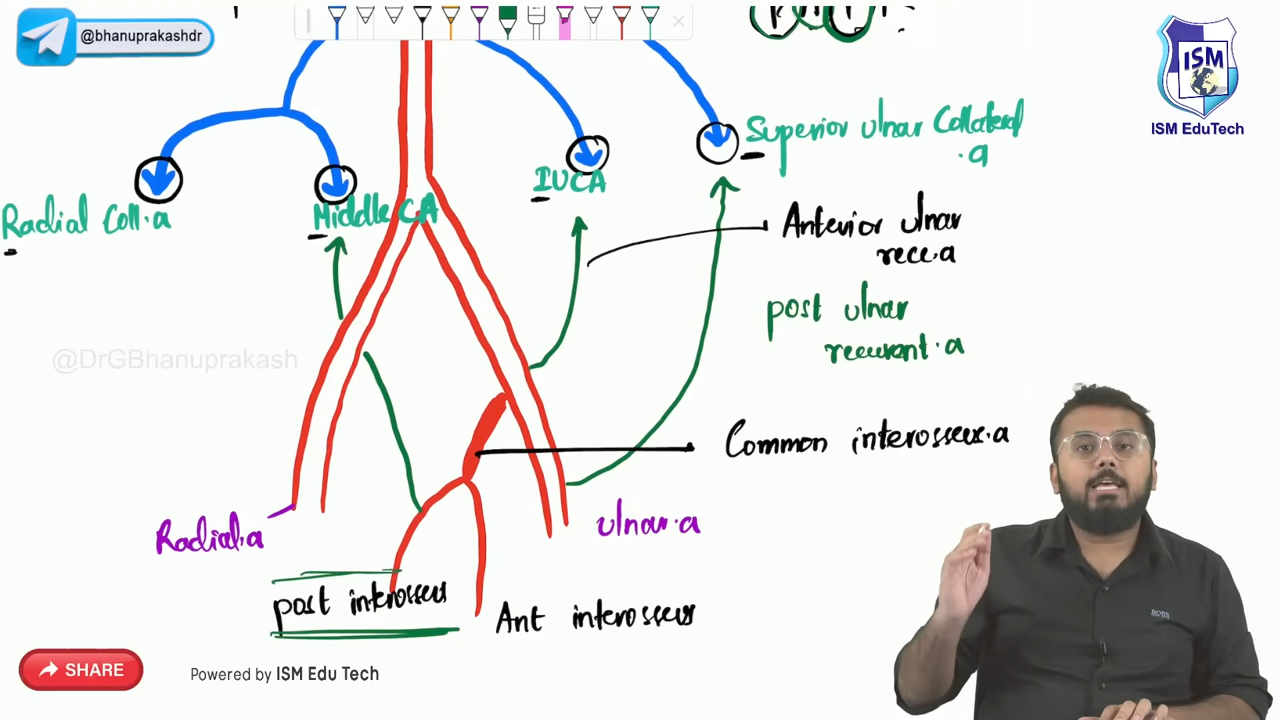 @bhanuprakashdr
ISM
ISM EduTech
Superior ulnar Collateral
.a
IUCA
Radial Coll.a
Middle CA
Anterior ulnar
recc.a
post ulnar
recurrent.a
@DrGBhanuprakash
Common interosseus.a
Radial.a
ulnar.a
post interosseus
Ant interosseus
SHARE
Powered by ISM Edu Tech
BOSS